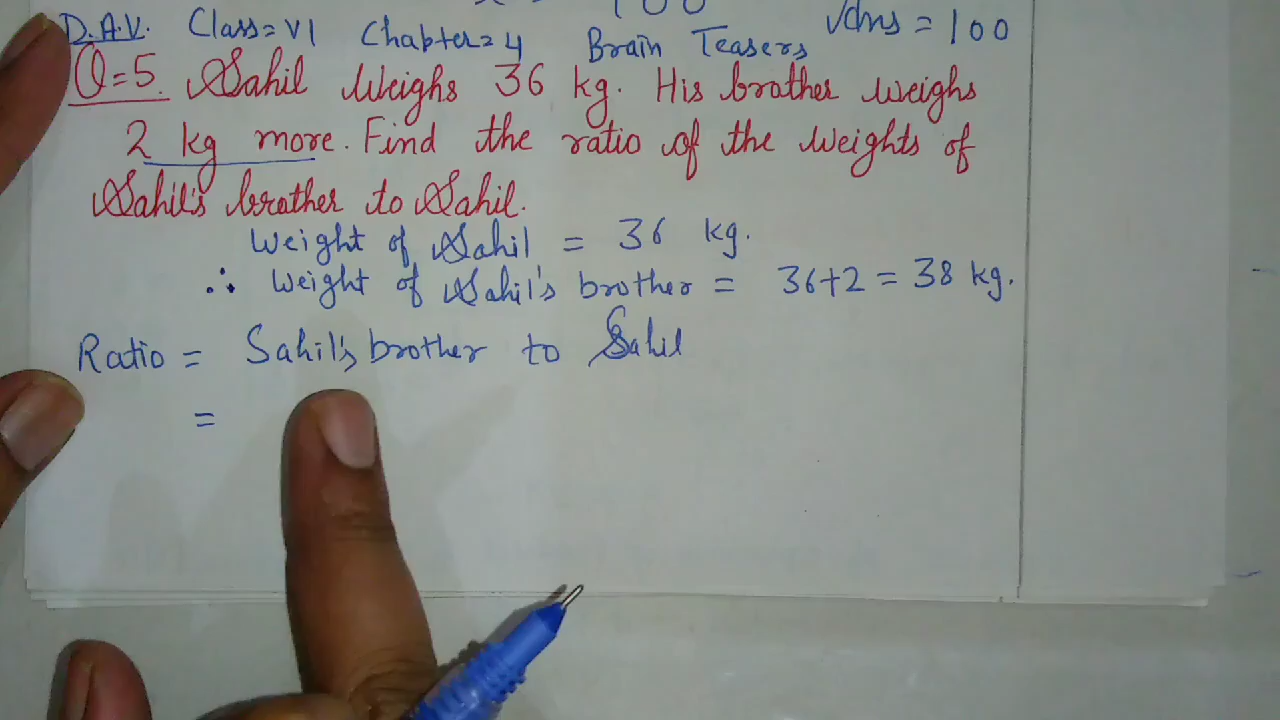 100
D.A.V. Class=VI Chapter=4 Brain Teasers
Ans = 100
Q=5. Sahil weighs 36 kg. His brother weighs
2 kg more. Find the ratio of the weights of
Sahil's brother to Sahil.
Weight of Sahil = 36 kg.
∴ Weight of Sahil's brother = 36+2 = 38 kg.
Ratio = Sahil's brother to Sahil
=